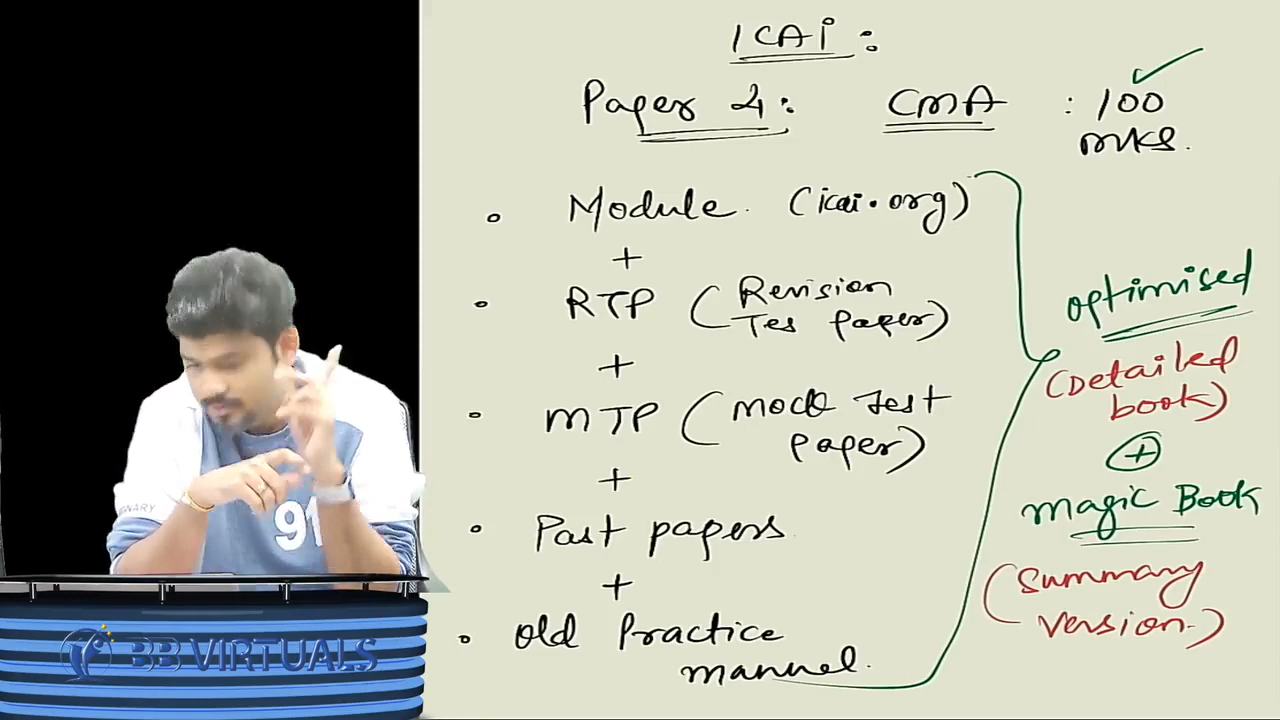 ICAI :
Paper 4: CMA : 100
mks.
• Module. (icai.org)
+
• RTP (Revision
Tes paper)
+
• MTP (Mock Test
paper)
+
• Past papers
+
• Old Practice
manuel.
optimised
(Detailed
book)
+
magic Book
(Summary
version.)
NARY
91
BB VIRTUALS